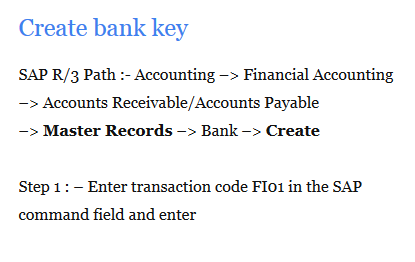 Create bank key
SAP R/3 Path :- Accounting –> Financial Accounting
–> Accounts Receivable/Accounts Payable
–> Master Records –> Bank –> Create
Step 1 : – Enter transaction code FI01 in the SAP
command field and enter